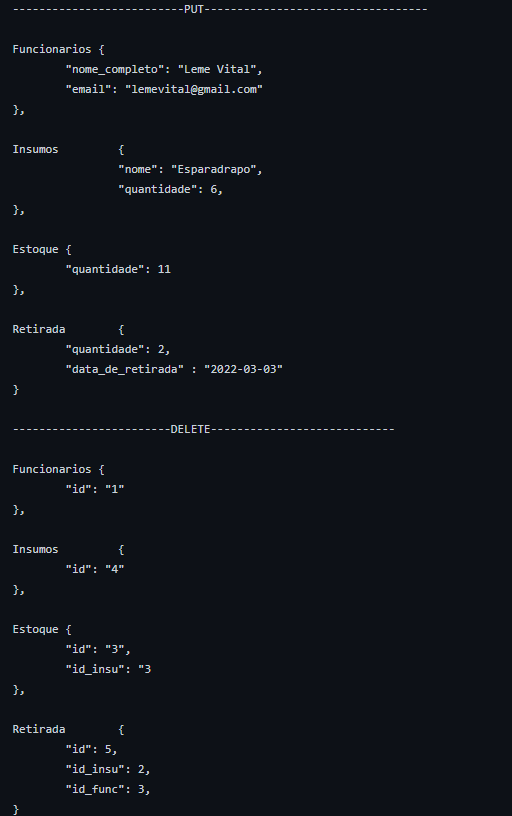 --------------------------PUT----------------------------------
Funcionarios {
        "nome_completo": "Leme Vital",
        "email": "lemevital@gmail.com"
},
Insumos         {
                "nome": "Esparadrapo",
                "quantidade": 6,
},
Estoque {
        "quantidade": 11
},
Retirada        {
        "quantidade": 2,
        "data_de_retirada" : "2022-03-03"
}
------------------------DELETE----------------------------
Funcionarios {
        "id": "1"
},
Insumos         {
        "id": "4"
},
Estoque {
        "id": "3",
        "id_insu": "3
},
Retirada        {
        "id": 5,
        "id_insu": 2,
        "id_func": 3,
}